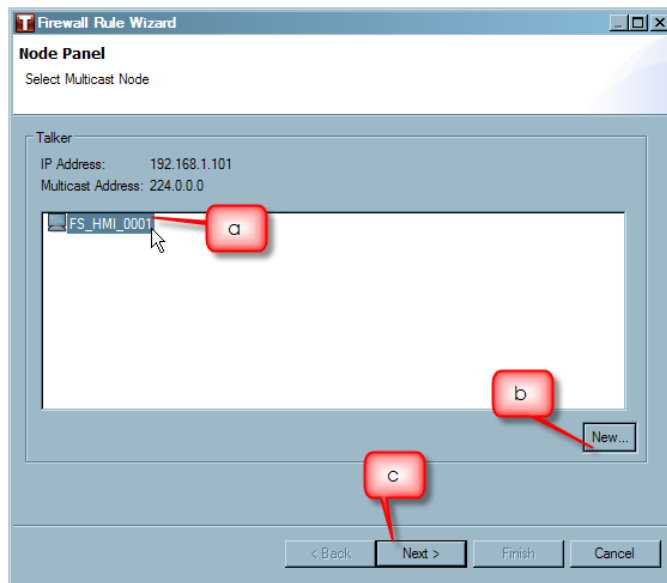 Firewall Rule Wizard
Node Panel
Select Multicast Node
Talker
IP Address: 192.168.1.101
Multicast Address: 224.0.0.0
FS_HMI_0001
a
b
New...
c
< Back Next > Finish Cancel